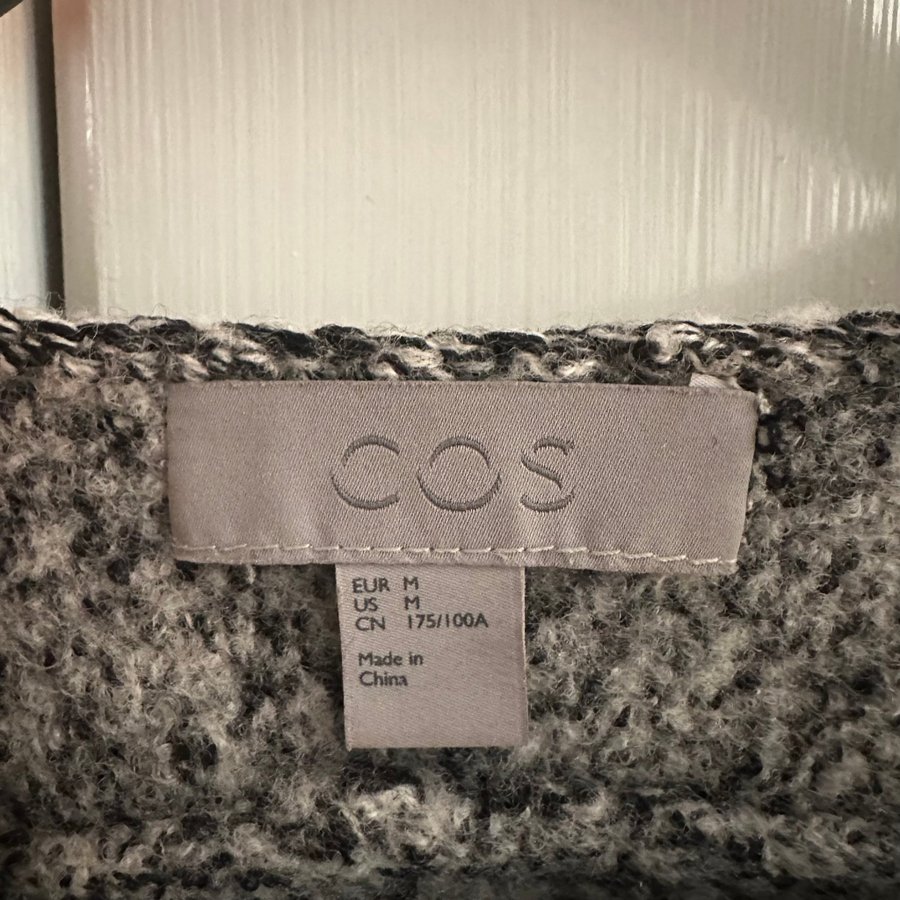 COS
EUR M
US M
CN 175/100A
Made in
China